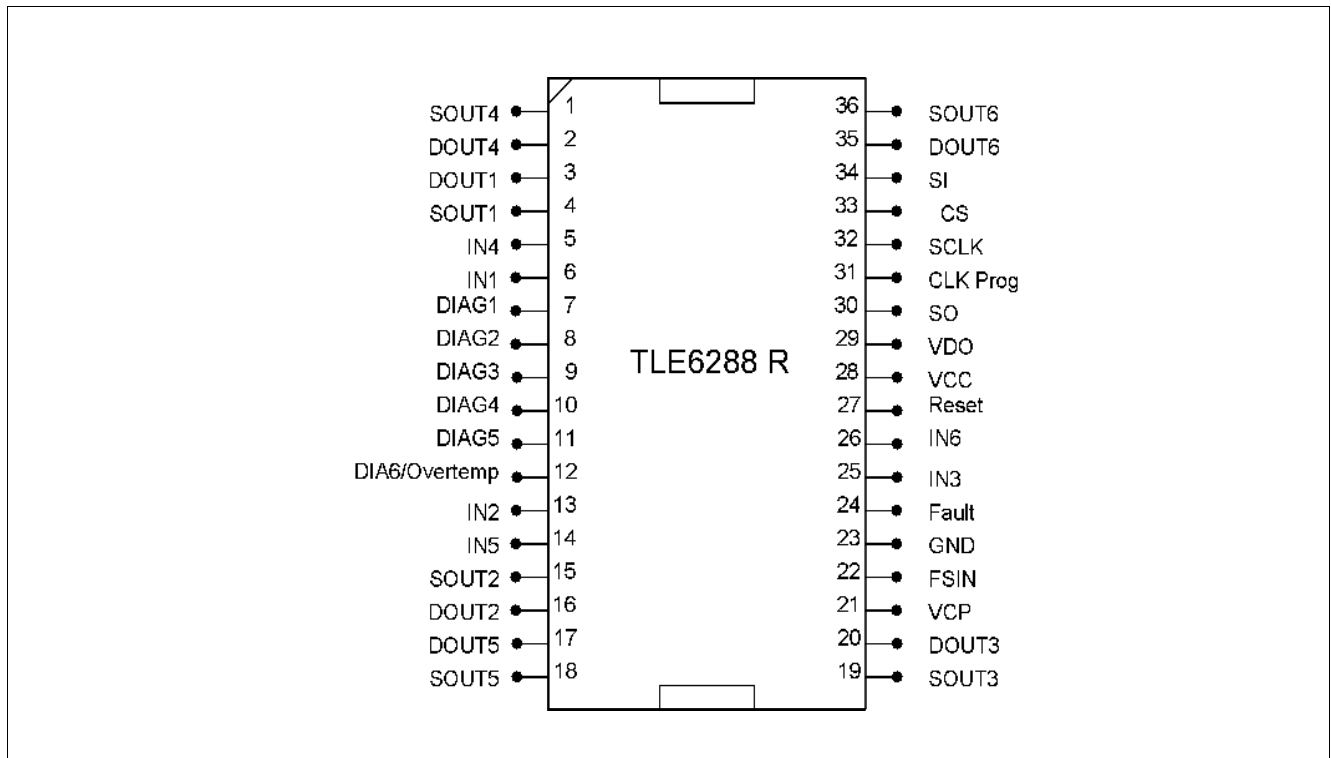 SOUT4 1 36 SOUT6
DOUT4 2 35 DOUT6
DOUT1 3 34 SI
SOUT1 4 33 CS
IN4 5 32 SCLK
IN1 6 31 CLK Prog
DIAG1 7 30 SO
DIAG2 8 29 VDO
DIAG3 9 TLE6288 R 28 VCC
DIAG4 10 27 Reset
DIAG5 11 26 IN6
DIA6/Overtemp 12 25 IN3
IN2 13 24 Fault
IN5 14 23 GND
SOUT2 15 22 FSIN
DOUT2 16 21 VCP
DOUT5 17 20 DOUT3
SOUT5 18 19 SOUT3